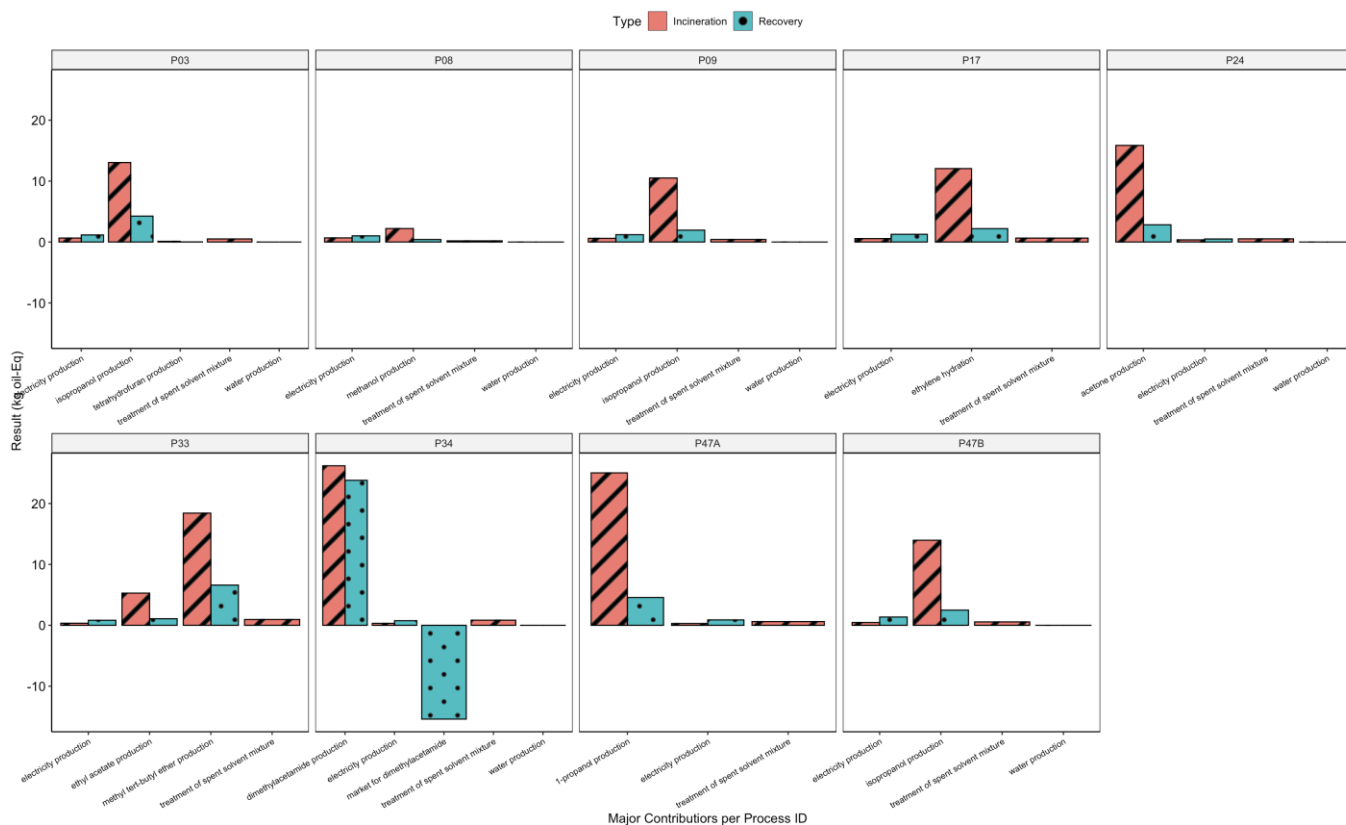 Type Incineration Recovery
P03 P08 P09 P17 P24
20
10
0
-10
electricity production isopropanol production tetrahydrofuran production treatment of spent solvent mixture water production
electricity production methanol production treatment of spent solvent mixture water production
electricity production isopropanol production treatment of spent solvent mixture water production
electricity production ethylene hydration treatment of spent solvent mixture
acetone production electricity production treatment of spent solvent mixture water production
Result (kg oil-Eq)
P33 P34 P47A P47B
20
10
0
-10
electricity production ethyl acetate production methyl tert-butyl ether production treatment of spent solvent mixture
dimethylacetamide production electricity production market for dimethylacetamide treatment of spent solvent mixture water production
1-propanol production electricity production treatment of spent solvent mixture
electricity production isopropanol production treatment of spent solvent mixture water production
Major Contributiors per Process ID